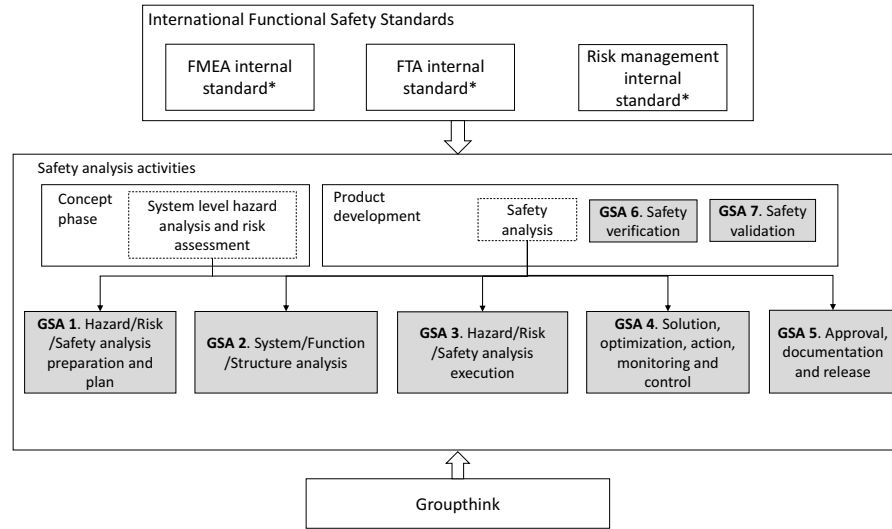 International Functional Safety Standards
FMEA internal
standard*
FTA internal
standard*
Risk management
internal
standard*
Safety analysis activities
Concept
phase
System level hazard
analysis and risk
assessment
Product
development
Safety
analysis
GSA 6. Safety
verification
GSA 7. Safety
validation
GSA 1. Hazard/Risk
/Safety analysis
preparation and
plan
GSA 2. System/Function
/Structure analysis
GSA 3. Hazard/Risk
/Safety analysis
execution
GSA 4. Solution,
optimization, action,
monitoring and
control
GSA 5. Approval,
documentation
and release
Groupthink